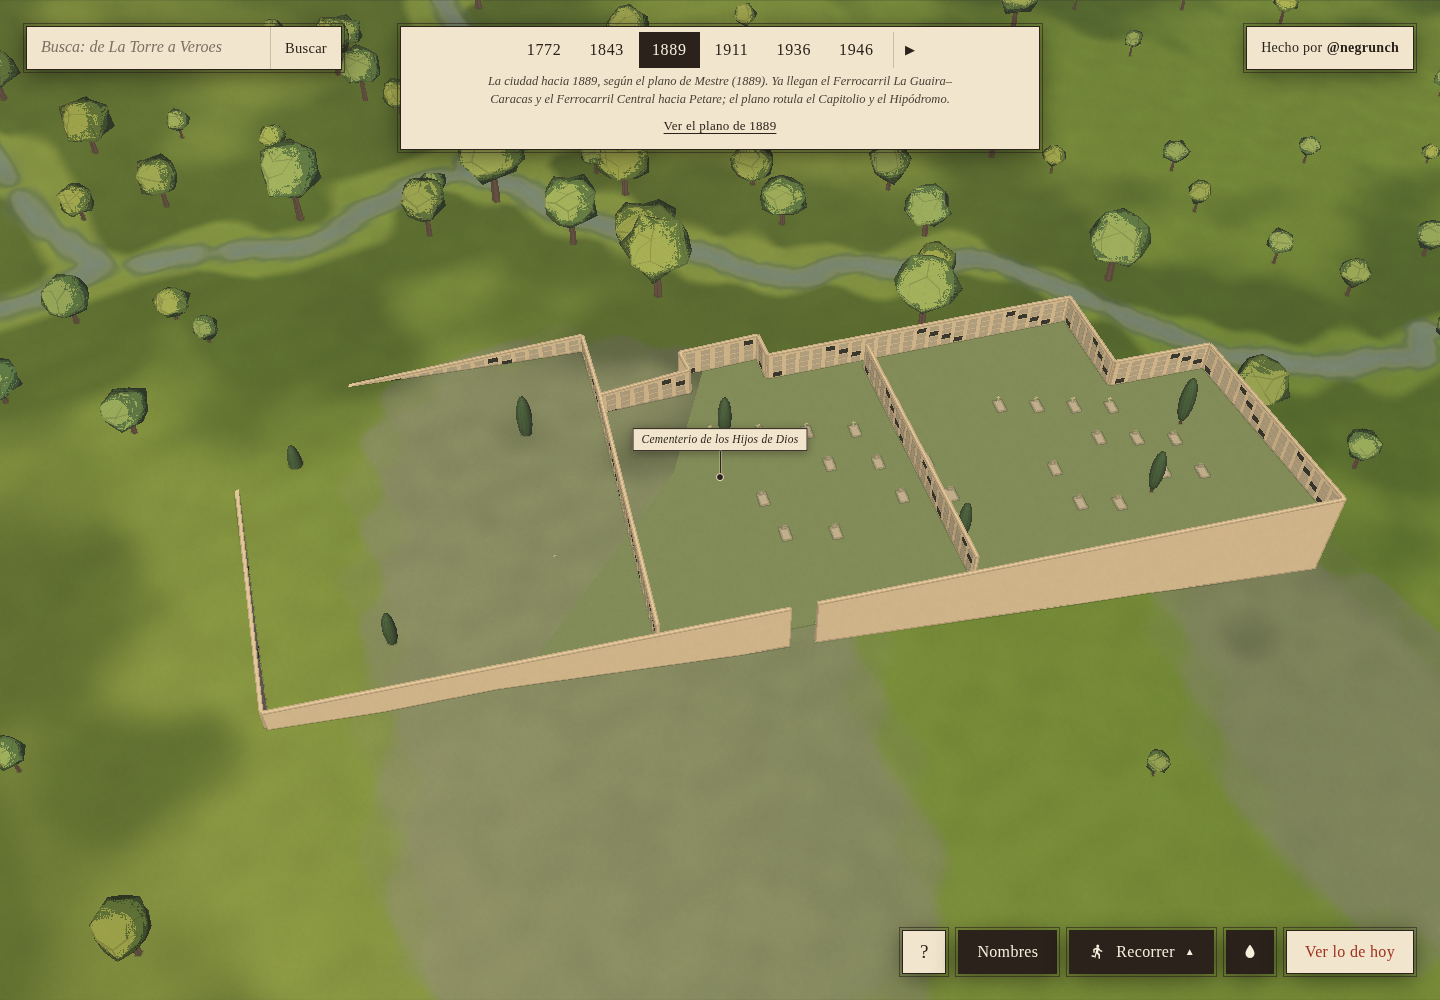 Busca: de La Torre a Veroes
Buscar
1772 1843 1889 1911 1936 1946
La ciudad hacia 1889, según el plano de Mestre (1889). Ya llegan el Ferrocarril La Guaira–
Caracas y el Ferrocarril Central hacia Petare; el plano rotula el Capitolio y el Hipódromo.
Ver el plano de 1889
Hecho por @negrunch
Cementerio de los Hijos de Dios
?
Nombres
Recorrer
Ver lo de hoy